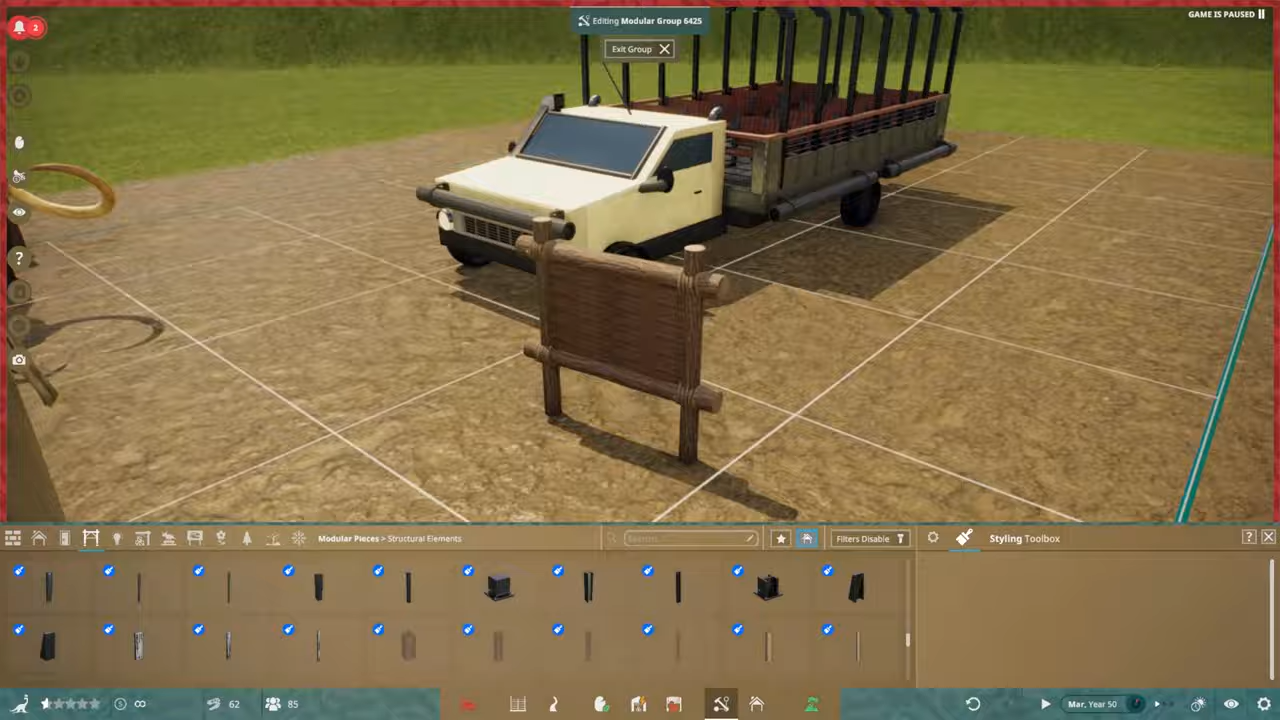 2
Editing Modular Group 6425
GAME IS PAUSED
Exit Group
?
Modular Pieces > Structural Elements
Search...
Filters Disable
Styling Toolbox
?
∞
62
85
Mar, Year 50